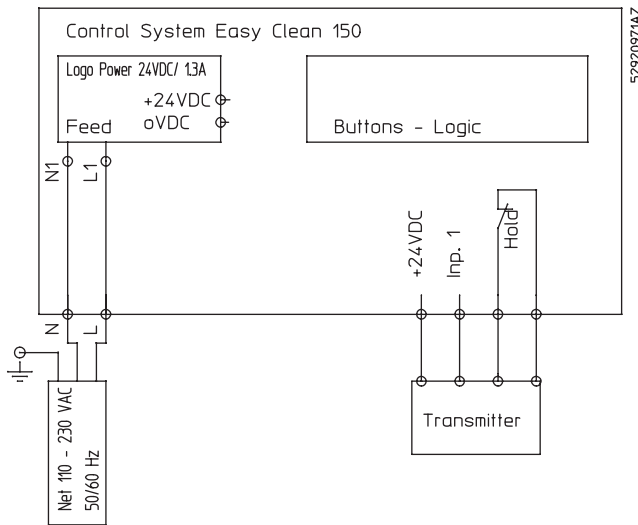 Control System Easy Clean 150
Logo Power 24VDC/ 1.3A
+24VDC
oVDC
Feed
Buttons - Logic
N1
L1
+24VDC
Inp. 1
Hold
N
L
Net 110 - 230 VAC
50/60 Hz
Transmitter
52920971AZ